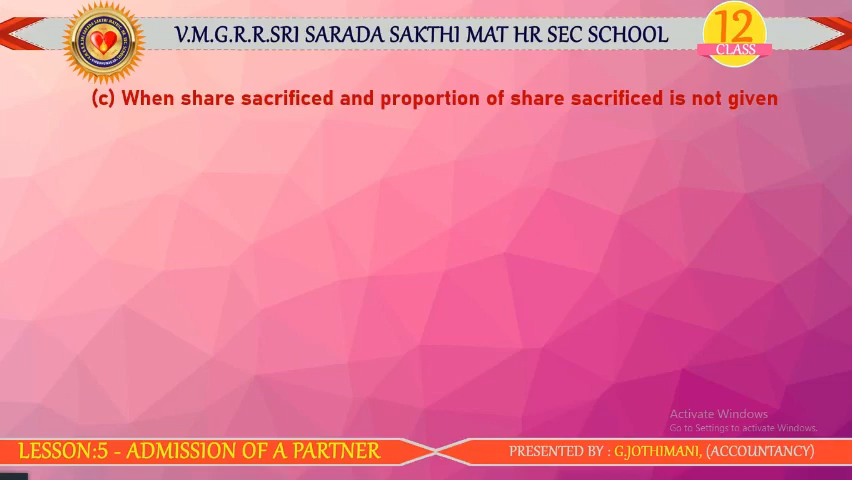 V.M.G.R.R.SRI SARADA SAKTHI MAT HR SEC SCHOOL
12
CLASS
(c) When share sacrificed and proportion of share sacrificed is not given
Activate Windows
Go to Settings to activate Windows.
LESSON:5 - ADMISSION OF A PARTNER
PRESENTED BY : G.JOTHIMANI, (ACCOUNTANCY)